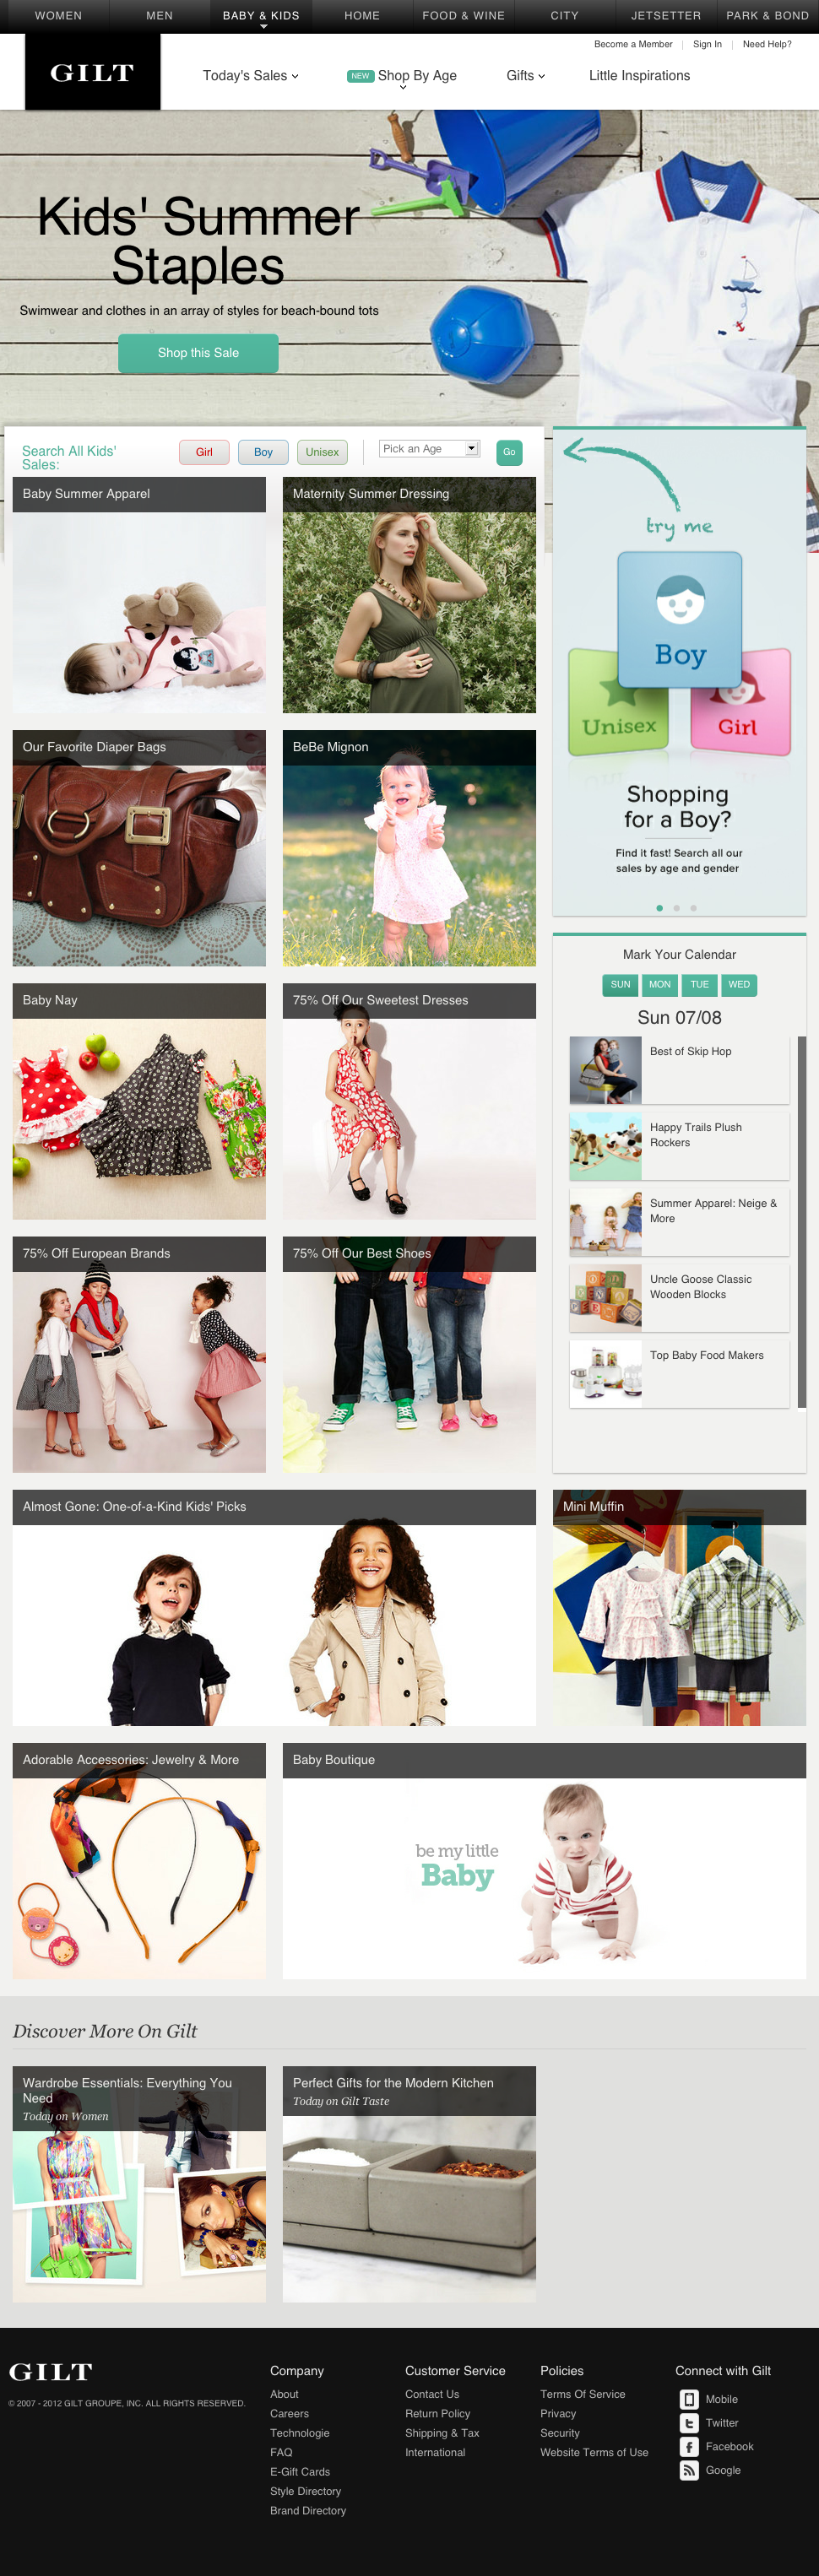 WOMEN MEN BABY & KIDS HOME FOOD & WINE CITY JETSETTER PARK & BOND
Become a Member Sign In Need Help?
GILT
Today's Sales NEW Shop By Age Gifts Little Inspirations
Kids' Summer
Staples
Swimwear and clothes in an array of styles for beach-bound tots
Shop this Sale
Search All Kids'
Sales:
Girl Boy Unisex Pick an Age Go
try me
Boy
Unisex
Girl
Shopping
for a Boy?
Find it fast! Search all our
sales by age and gender
Baby Summer Apparel
Maternity Summer Dressing
Our Favorite Diaper Bags
BeBe Mignon
Mark Your Calendar
SUN MON TUE WED
Sun 07/08
Best of Skip Hop
Happy Trails Plush
Rockers
Summer Apparel: Neige &
More
Uncle Goose Classic
Wooden Blocks
Top Baby Food Makers
Baby Nay
75% Off Our Sweetest Dresses
75% Off European Brands
75% Off Our Best Shoes
Almost Gone: One-of-a-Kind Kids' Picks
Mini Muffin
Adorable Accessories: Jewelry & More
Baby Boutique
be my little
Baby
Discover More On Gilt
Wardrobe Essentials: Everything You
Need
Today on Women
Perfect Gifts for the Modern Kitchen
Today on Gilt Taste
GILT
© 2007 - 2012 GILT GROUPE, INC. ALL RIGHTS RESERVED.
Company
About
Careers
Technologie
FAQ
E-Gift Cards
Style Directory
Brand Directory
Customer Service
Contact Us
Return Policy
Shipping & Tax
International
Policies
Terms Of Service
Privacy
Security
Website Terms of Use
Connect with Gilt
Mobile
Twitter
Facebook
Google